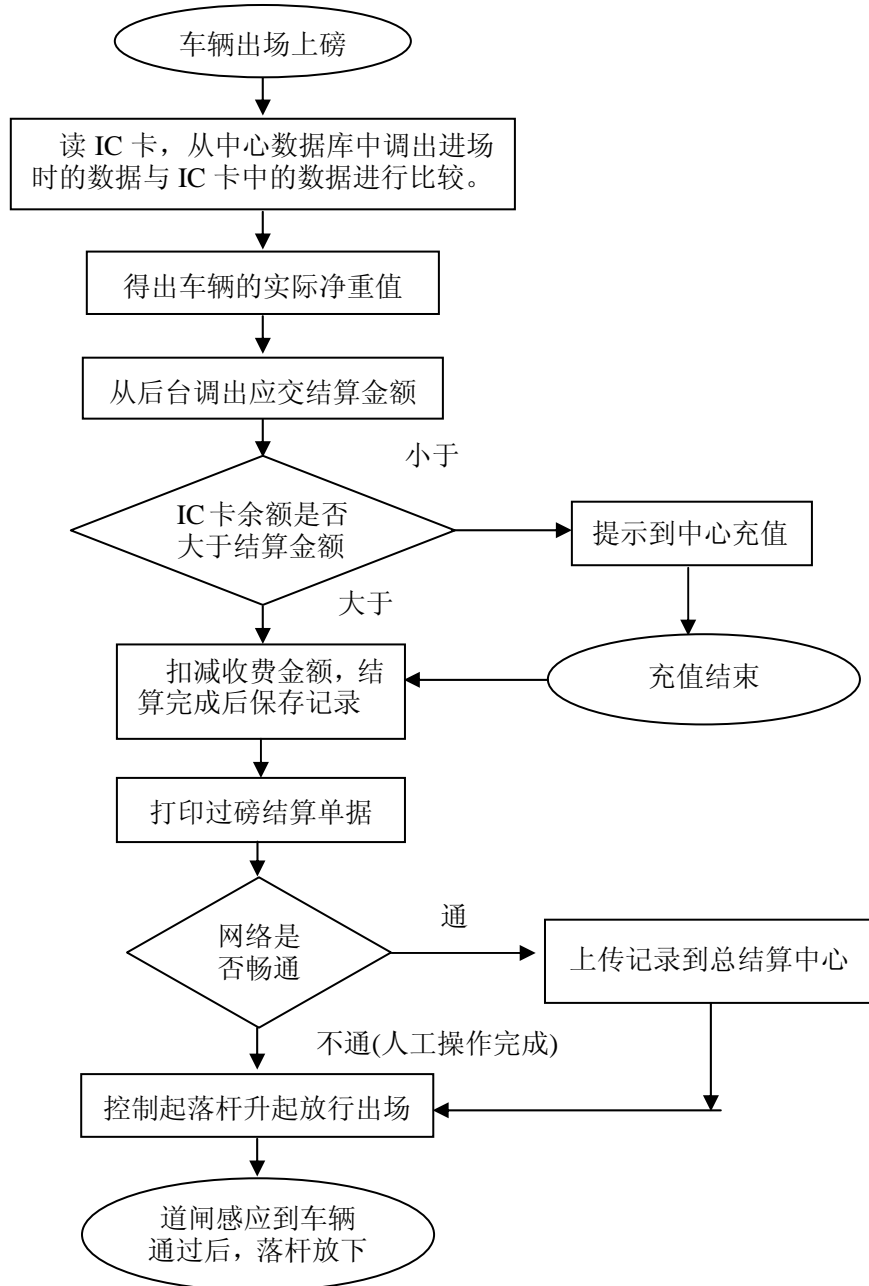 车辆出场上磅
读 IC 卡，从中心数据库中调出进场
时的数据与 IC 卡中的数据进行比较。
得出车辆的实际净重值
从后台调出应交结算金额
小于
IC 卡余额是否
大于结算金额
提示到中心充值
大于
扣减收费金额，结
算完成后保存记录
充值结束
打印过磅结算单据
通
网络是
否畅通
上传记录到总结算中心
不通(人工操作完成)
控制起落杆升起放行出场
道闸感应到车辆
通过后，落杆放下